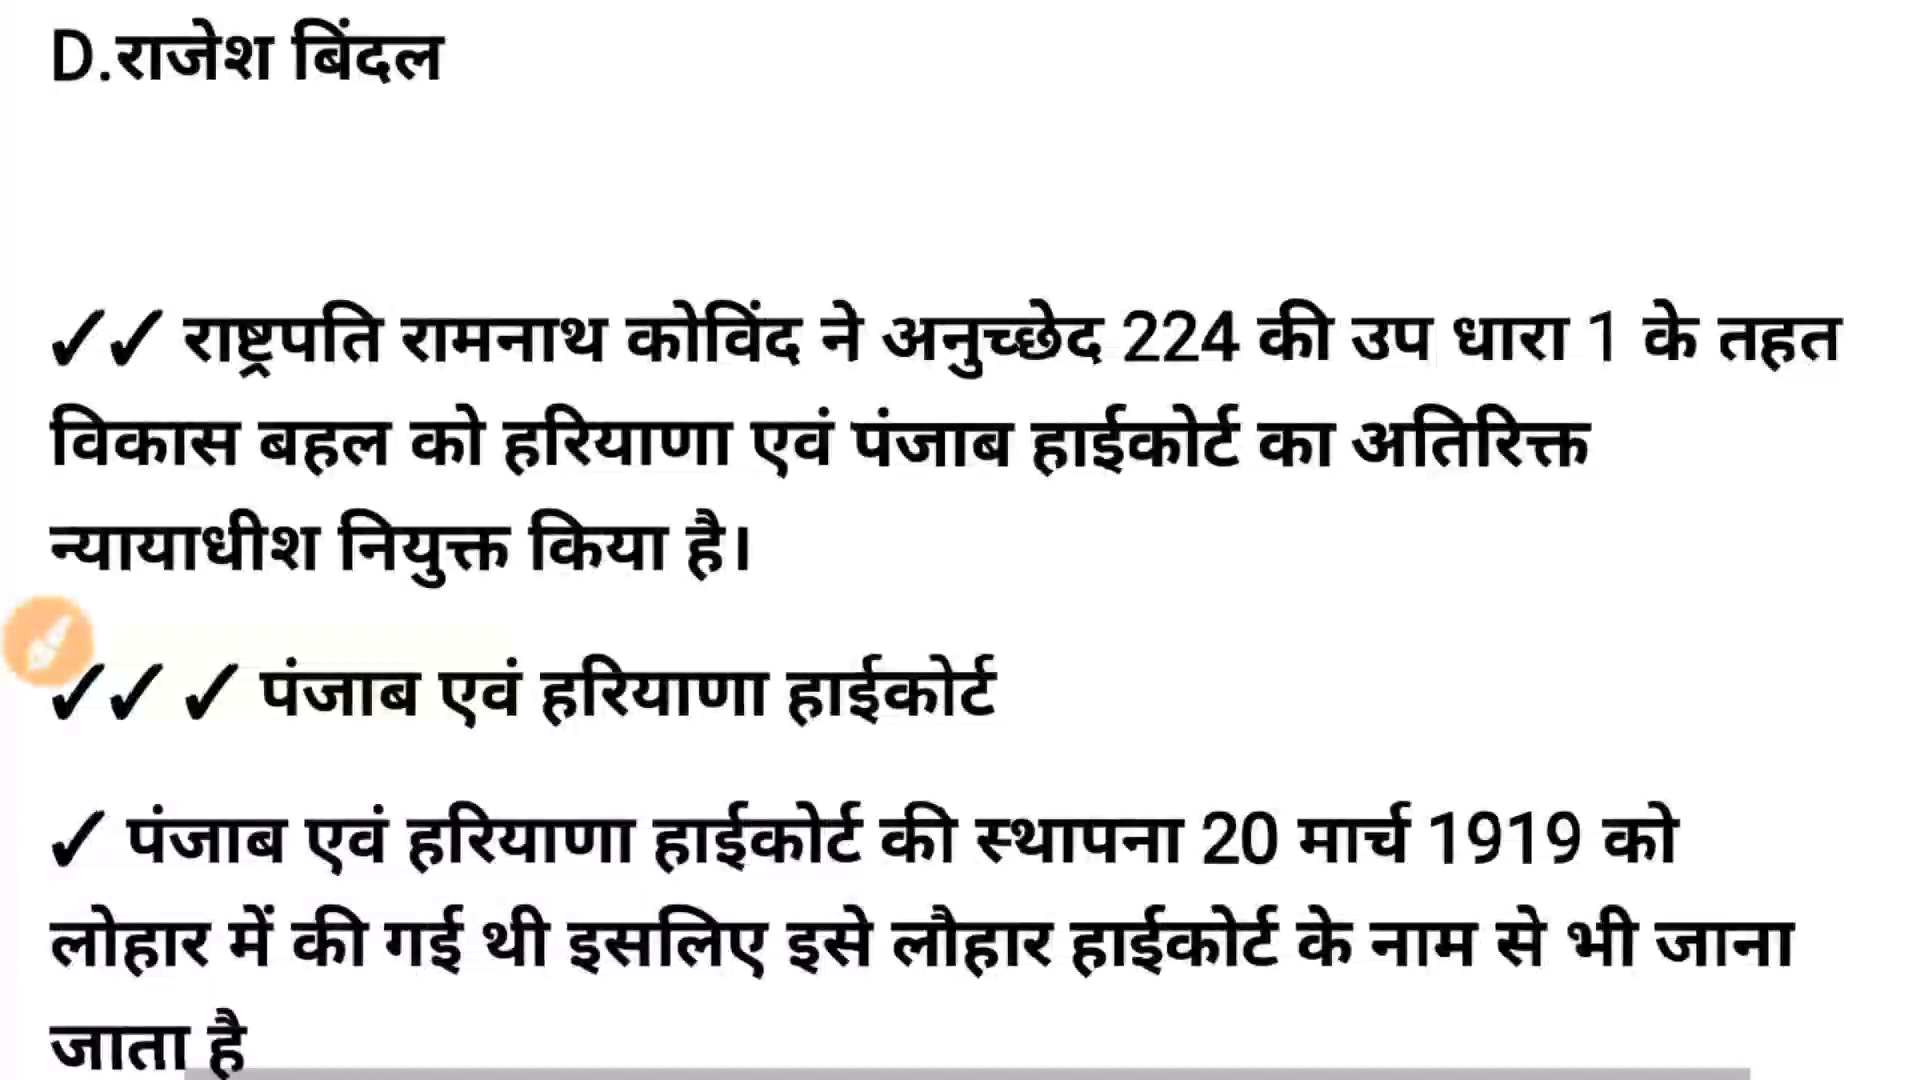 D.राजेश बिंदल
✓✓ राष्ट्रपति रामनाथ कोविंद ने अनुच्छेद 224 की उप धारा 1 के तहत
विकास बहल को हरियाणा एवं पंजाब हाईकोर्ट का अतिरिक्त
न्यायाधीश नियुक्त किया है।
✓✓ ✓ पंजाब एवं हरियाणा हाईकोर्ट
✓ पंजाब एवं हरियाणा हाईकोर्ट की स्थापना 20 मार्च 1919 को
लोहार में की गई थी इसलिए इसे लौहार हाईकोर्ट के नाम से भी जाना
जाता है